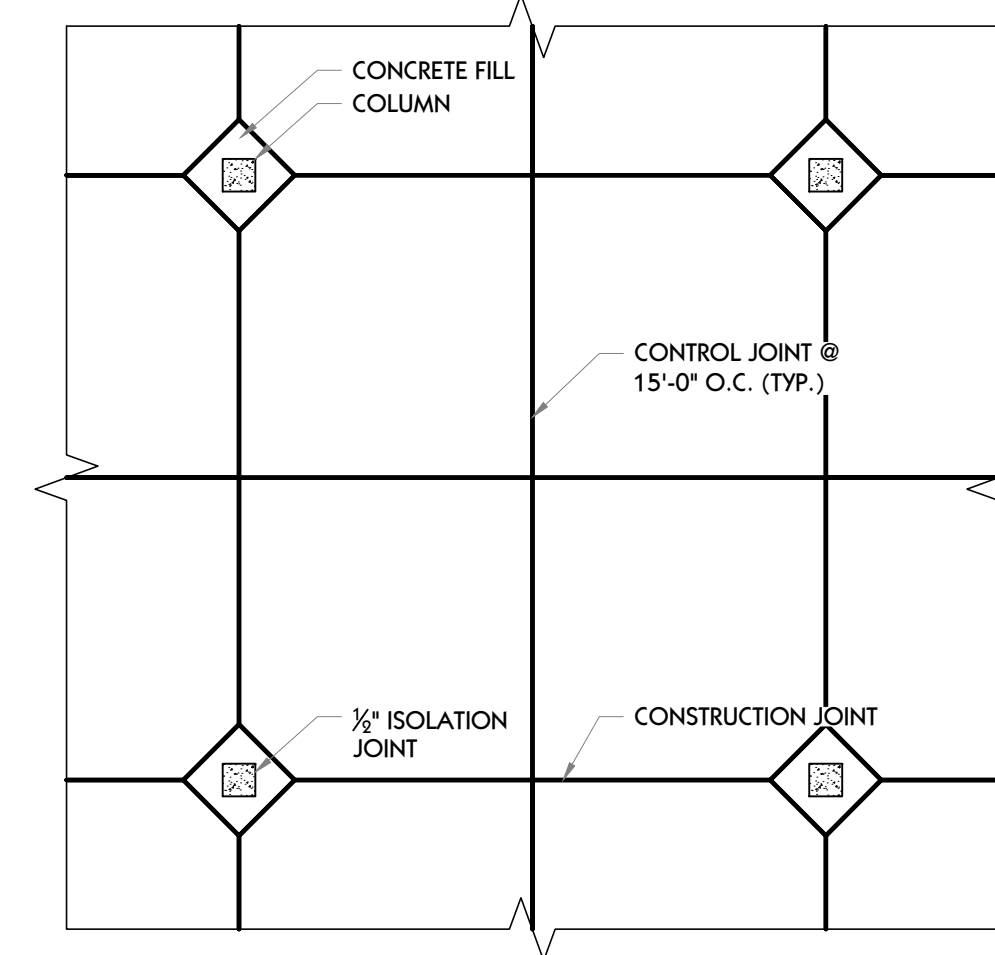 CONCRETE FILL
COLUMN
CONTROL JOINT @
15'-0" O.C. (TYP.)
½" ISOLATION
JOINT
CONSTRUCTION JOINT